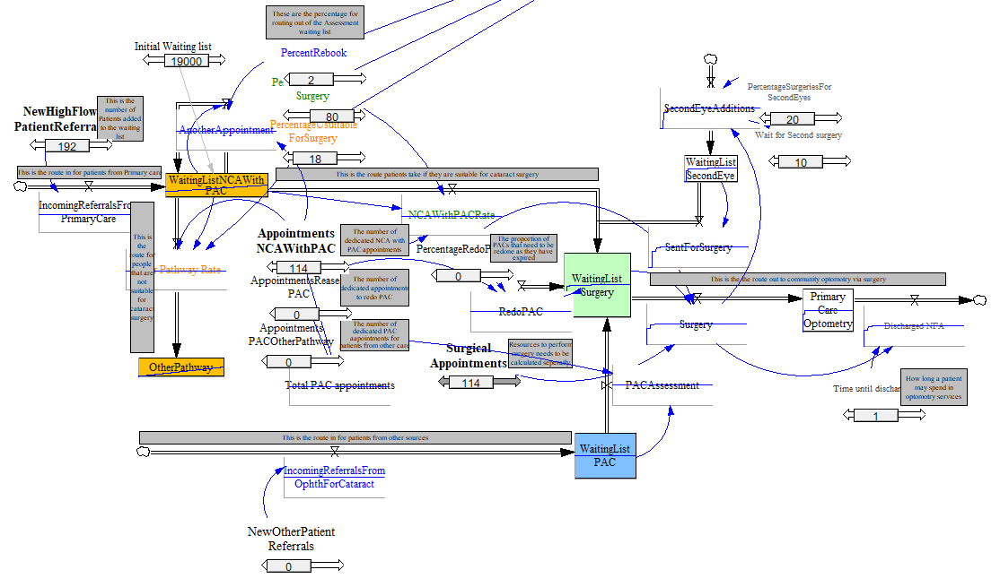 These are the percentage for
routing out of the Assessment
waiting list
Initial Waiting list
19000
PercentRebook
2
Surgery
80
ForSurgery
18
This is the
number of
Patients added
to the waiting
list
NewHighFlow
PatientReferra
192
AnotherAppointment
This is the route in for patients from Primary care
WaitingListNCAWith
PAC
This is the route patients take if they are suitable for cataract surgery
IncomingReferralsFro
PrimaryCare
This is
the
route for
people
that are
not
suitable
for
cataract
surgery
Pathway Rate
OtherPathway
NCAWithPACRate
Appointments
NCAWithPAC
114
The number of
dedicated NCA with
PAC appointments
AppointmentsRease
PAC
0
The number of
dedicated appointments
to redo PAC
Appointments
PACOtherPathway
0
The number of
dedicated PAC
aappointments for
patients from other care
Total PAC appointments
PercentageRedoP
0
The proportion of
PACs that need to be
redone as they have
expired
RedoPAC
WaitingList
Surgery
Surgical
Appointments
114
Resources to perform
surgery needs to be
calculated seperatly
PACAssessment
PercentageSurgeriesFor
SecondEyes
20
SecondEyeAdditions
Wait for Second surgery
10
WaitingList
SecondEye
SentForSurgery
This is the the route out to community optometry via surgery
Surgery
Primary
Care
Optometry
Discharged NFA
Time until dischar
1
How long a patient
may spend in
optometry services
This is the route in for patients from other sources
WaitingList
PAC
IncomingReferralsFrom
OphthForCataract
NewOtherPatient
Referrals
0